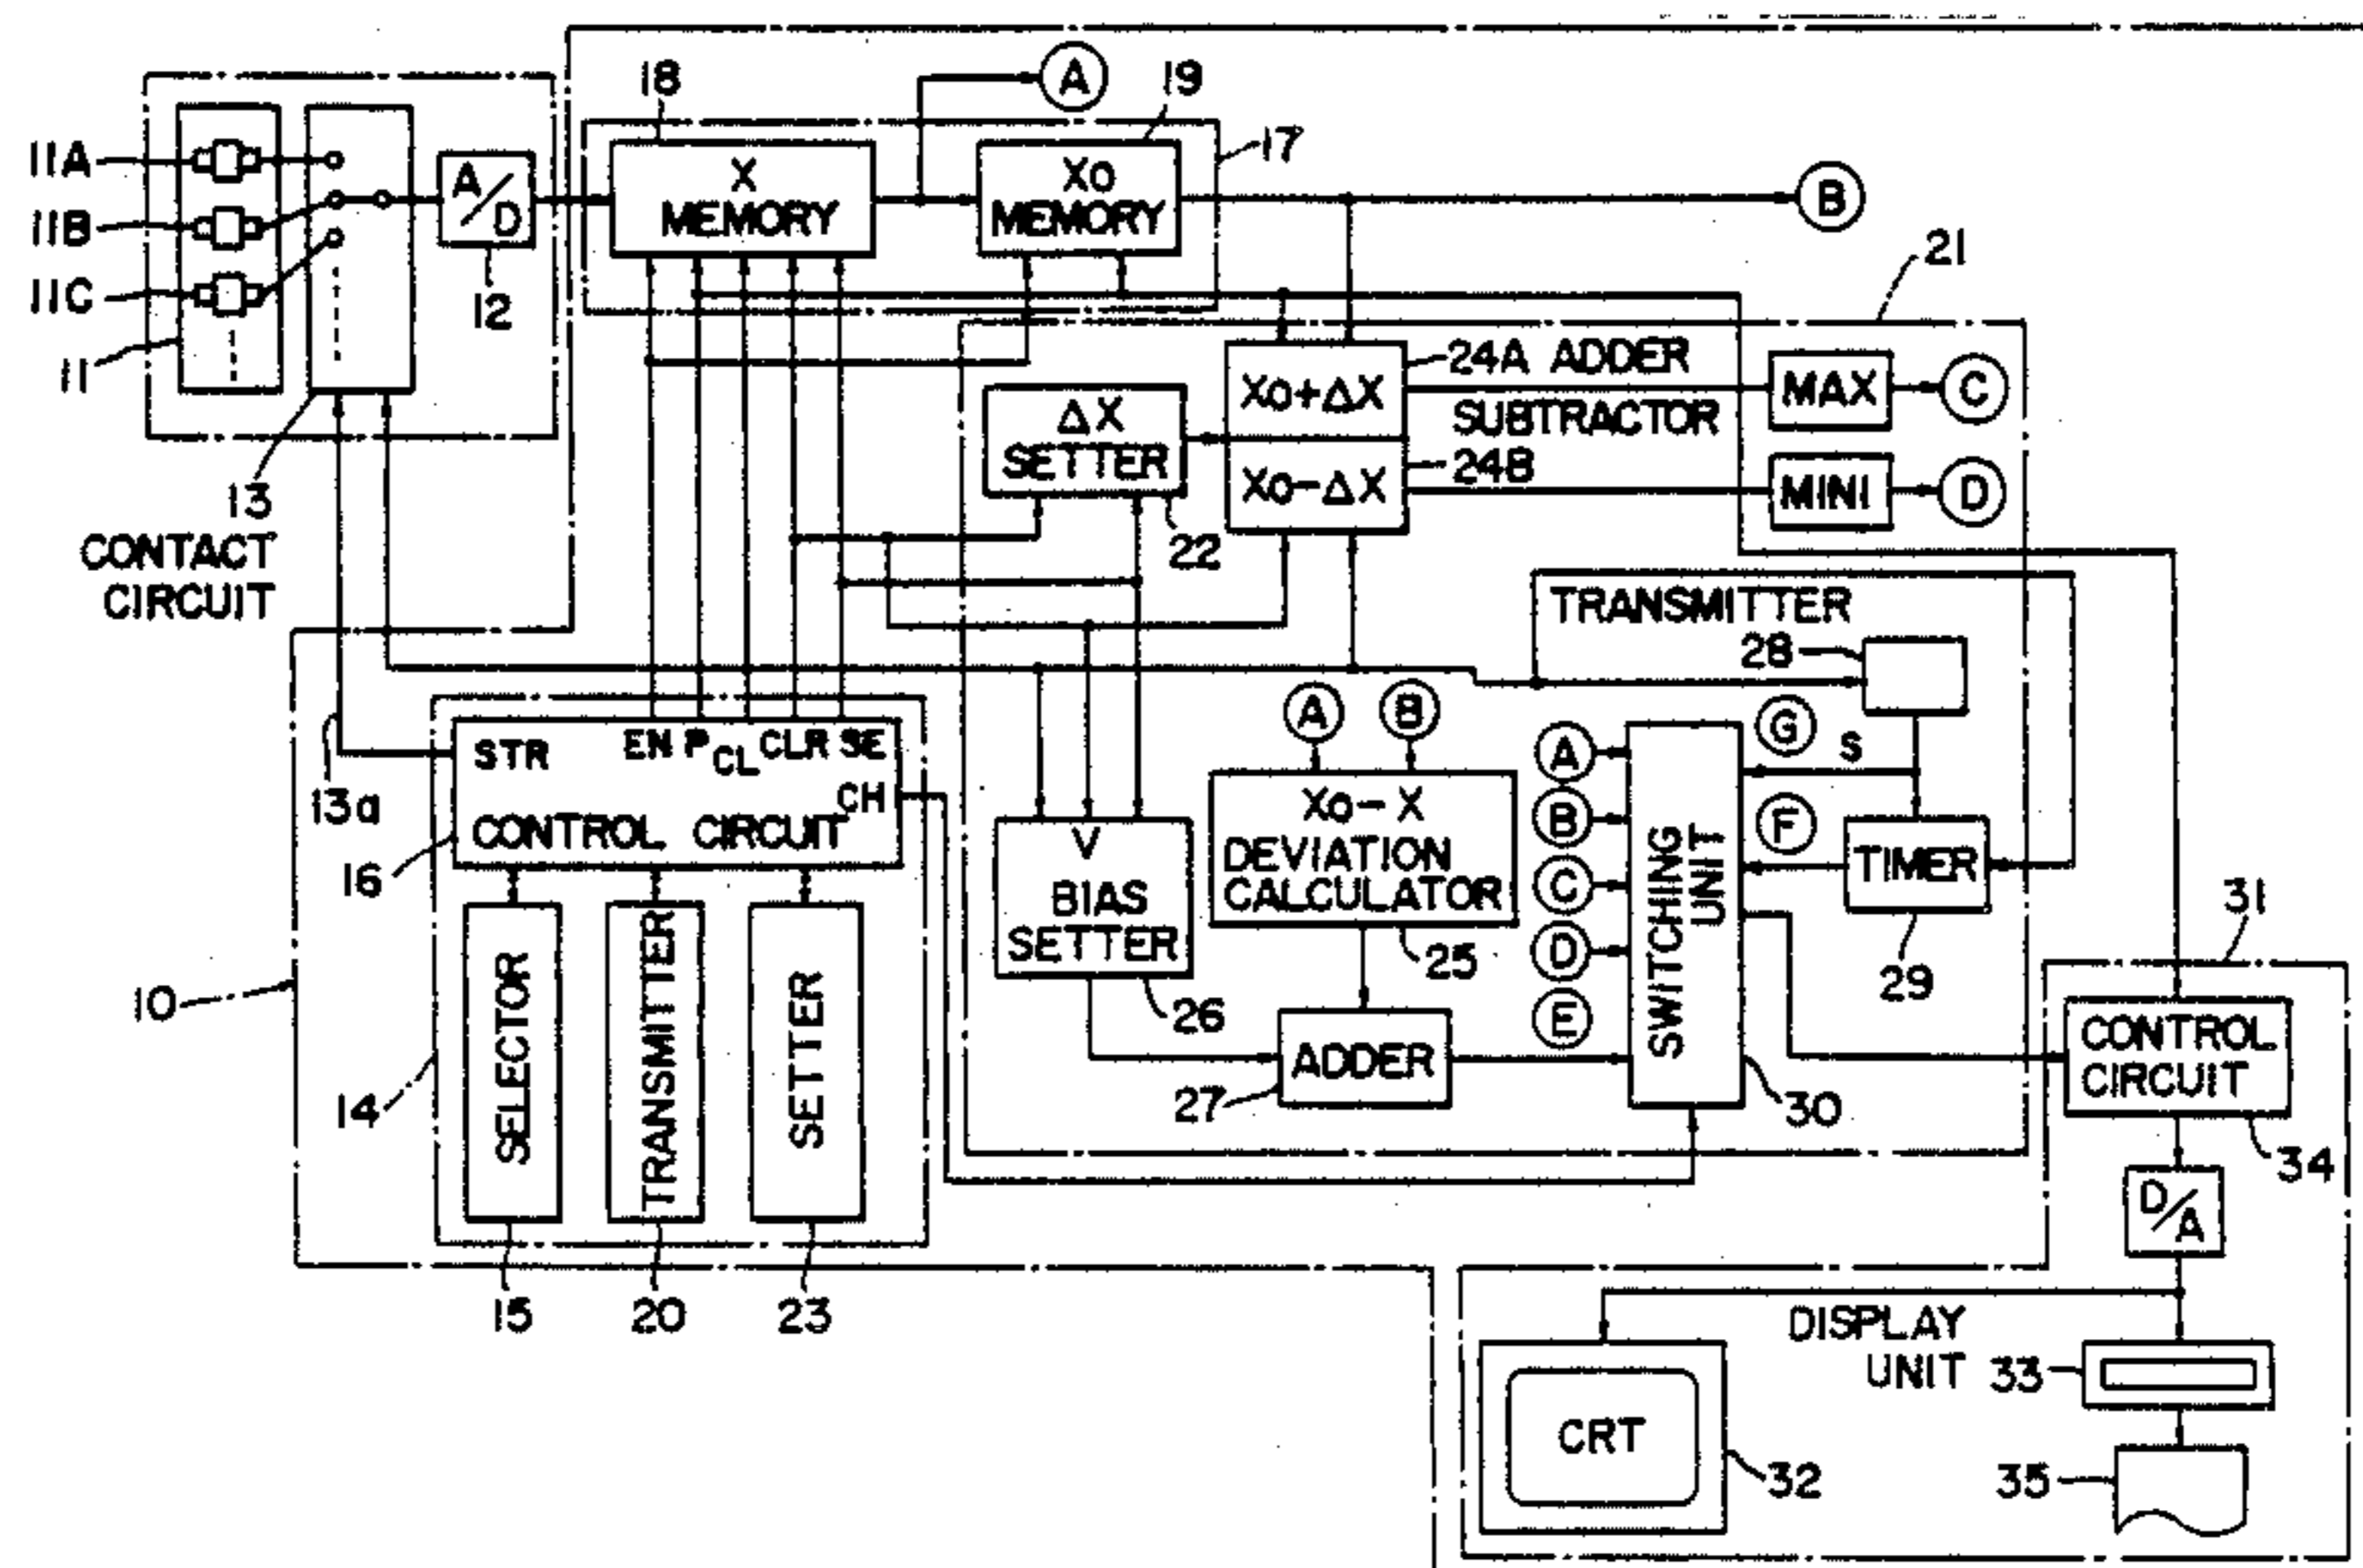 18
A
19
17
11A
11B
11C
11
A/D
12
X
MEMORY
Xo
MEMORY
B
21
13
CONTACT
CIRCUIT
ΔX
SETTER
22
Xo+ΔX
Xo-ΔX
24A ADDER
SUBTRACTOR
24B
MAX
C
MINI
D
TRANSMITTER
28
G
S
F
TIMER
29
13a
STR
EN P CL CLR SE
CH
CONTROL CIRCUIT
16
A
B
Xo-X
DEVIATION
CALCULATOR
25
V
BIAS
SETTER
26
ADDER
27
A
B
C
D
E
SWITCHING
UNIT
30
31
CONTROL
CIRCUIT
34
D/A
10
14
SELECTOR
TRANSMITTER
SETTER
15
20
23
DISPLAY
UNIT
33
CRT
32
35